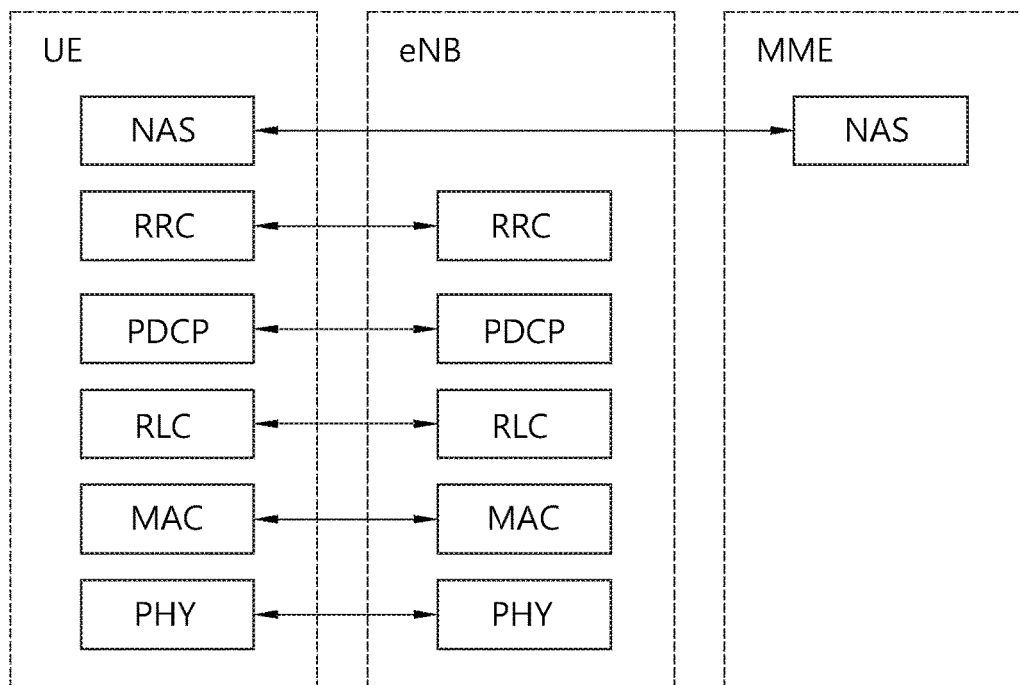 UE eNB MME
NAS NAS
RRC RRC
PDCP PDCP
RLC RLC
MAC MAC
PHY PHY